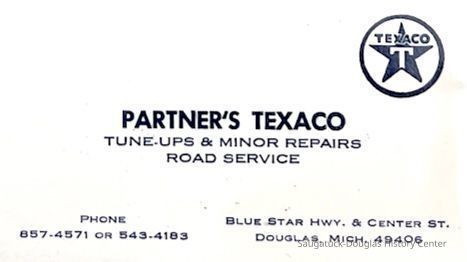 TEXACO
T
PARTNER'S TEXACO
TUNE-UPS & MINOR REPAIRS
ROAD SERVICE
PHONE
857-4571 OR 543-4183
BLUE STAR HWY. & CENTER ST.
DOUGLAS, MICH. 49406
Saugatuck-Douglas History Center